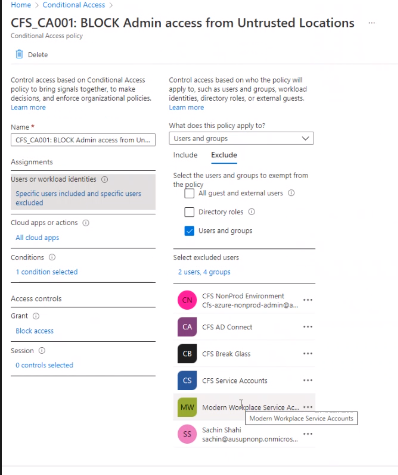 Home > Conditional Access >
CFS_CA001: BLOCK Admin access from Untrusted Locations ...
Conditional Access policy
Delete
Control access based on Conditional Access
policy to bring signals together, to make
decisions, and enforce organizational policies.
Learn more
Name *
CFS_CA001: BLOCK Admin access from Un...
Assignments
Users or workload identities
Specific users included and specific users
excluded
Cloud apps or actions
All cloud apps
Conditions
1 condition selected
Access controls
Grant
Block access
Session
0 controls selected
Control access based on who the policy will
apply to, such as users and groups, workload
identities, directory roles, or external guests.
Learn more
What does this policy apply to?
Users and groups
Include Exclude
Select the users and groups to exempt from
the policy
All guest and external users
Directory roles
Users and groups
Select excluded users
2 users, 4 groups
CN CFS NonProd Environment
Cfs-azure-nonprod-admin@a... ...
CA CFS AD Connect ...
CB CFS Break Glass ...
CS CFS Service Accounts ...
MW Modern Workplace Service Ac... ...
Modern Workplace Service Accounts
SS Sachin Shahi
sachin@ausupnonp.onmicros... ...